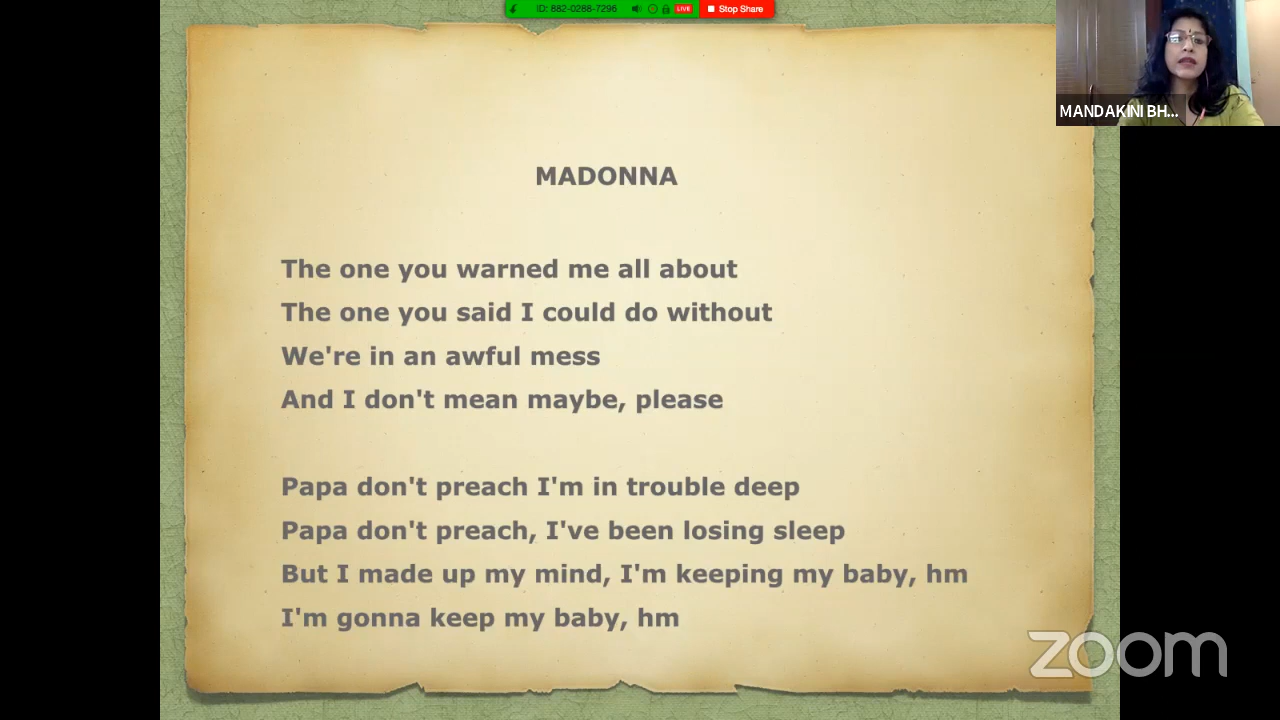 ID: 882-0288-7296 LIVE Stop Share
MANDAKINI BH...
MADONNA
The one you warned me all about
The one you said I could do without
We're in an awful mess
And I don't mean maybe, please
Papa don't preach I'm in trouble deep
Papa don't preach, I've been losing sleep
But I made up my mind, I'm keeping my baby, hm
I'm gonna keep my baby, hm
zoom